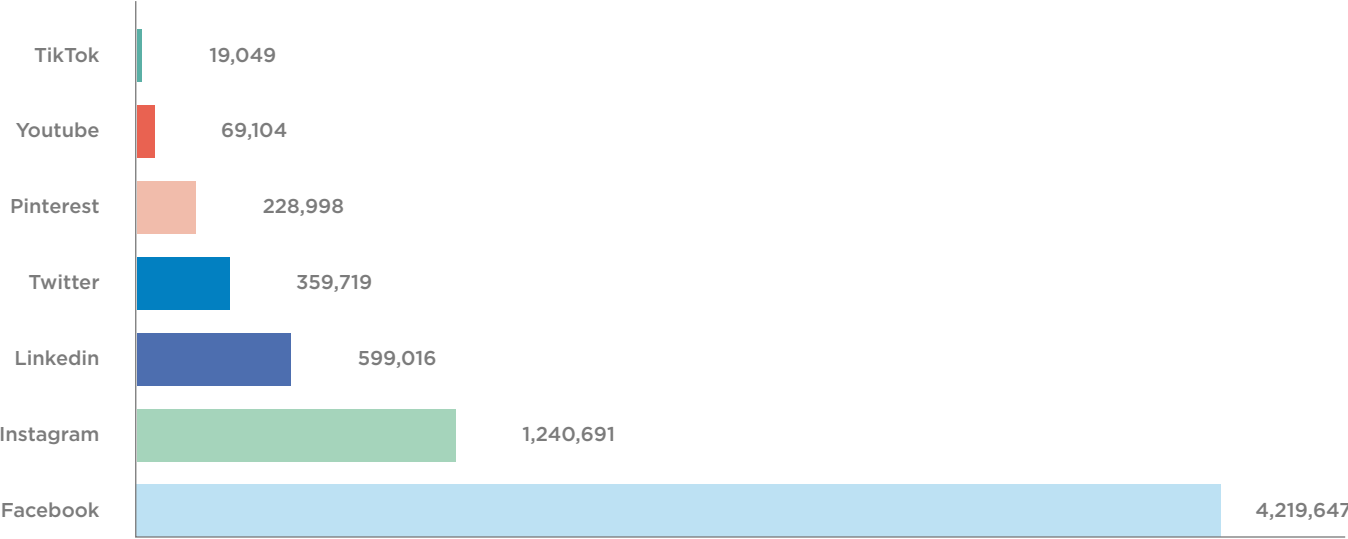 TikTok 19,049
Youtube 69,104
Pinterest 228,998
Twitter 359,719
Linkedin 599,016
Instagram 1,240,691
Facebook 4,219,647